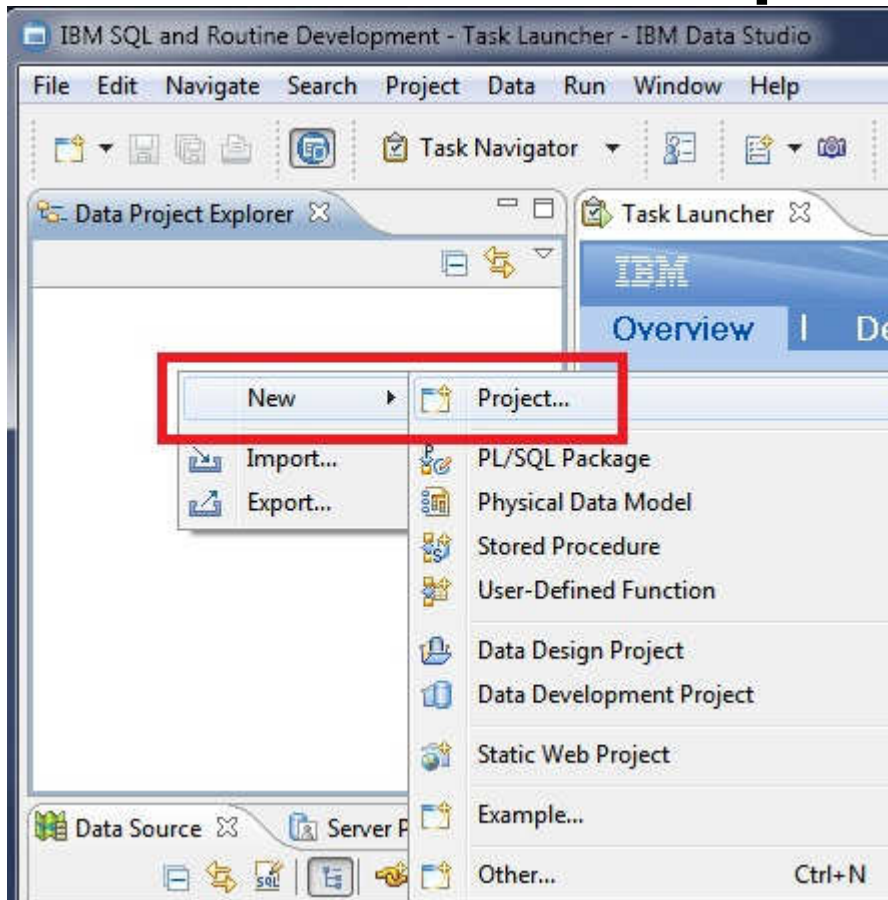 IBM SQL and Routine Development - Task Launcher - IBM Data Studio
File Edit Navigate Search Project Data Run Window Help
Task Navigator
Data Project Explorer
Task Launcher
IBM
Overview | De
New
Project...
Import...
PL/SQL Package
Export...
Physical Data Model
Stored Procedure
User-Defined Function
Data Design Project
Data Development Project
Static Web Project
Example...
Data Source
Server P
SQL
Other... Ctrl+N